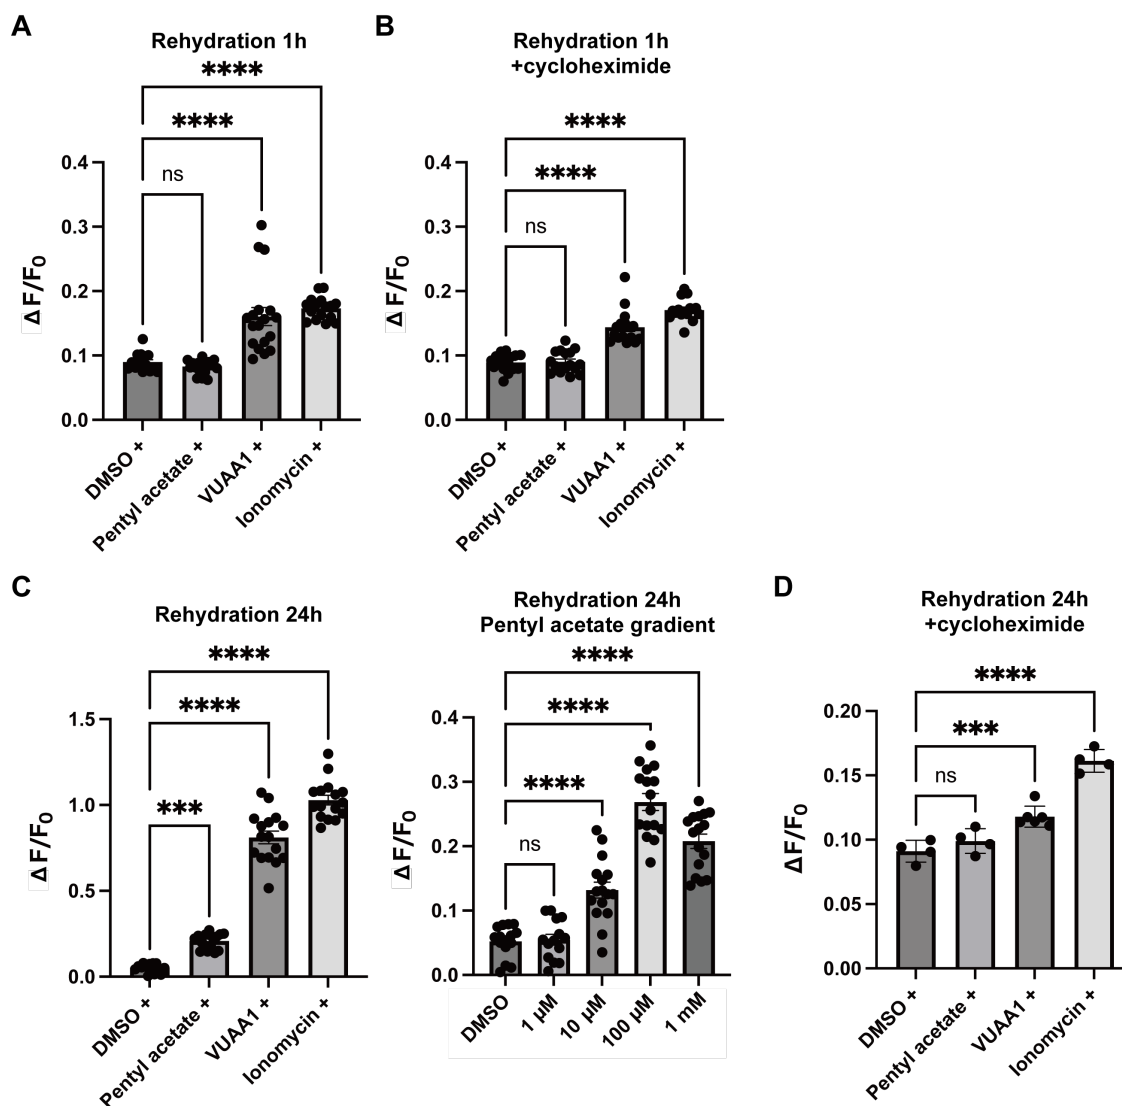 A
Rehydration 1h
****
****
ns
0.4
0.3
0.2
0.1
0.0
Δ F/F0
DMSO +
Pentyl acetate +
VUAA1 +
Ionomycin +
B
Rehydration 1h
+cycloheximide
****
****
ns
0.4
0.3
0.2
0.1
0.0
Δ F/F0
DMSO +
Pentyl acetate +
VUAA1 +
Ionomycin +
C
Rehydration 24h
****
****
***
1.5
1.0
0.5
0.0
Δ F/F0
DMSO +
Pentyl acetate +
VUAA1 +
Ionomycin +
Rehydration 24h
Pentyl acetate gradient
****
****
****
ns
0.4
0.3
0.2
0.1
0.0
Δ F/F0
DMSO
1 µM
10 µM
100 µM
1 mM
D
Rehydration 24h
+cycloheximide
****
***
ns
0.20
0.15
0.10
0.05
0.00
Δ F/F0
DMSO +
Pentyl acetate +
VUAA1 +
Ionomycin +